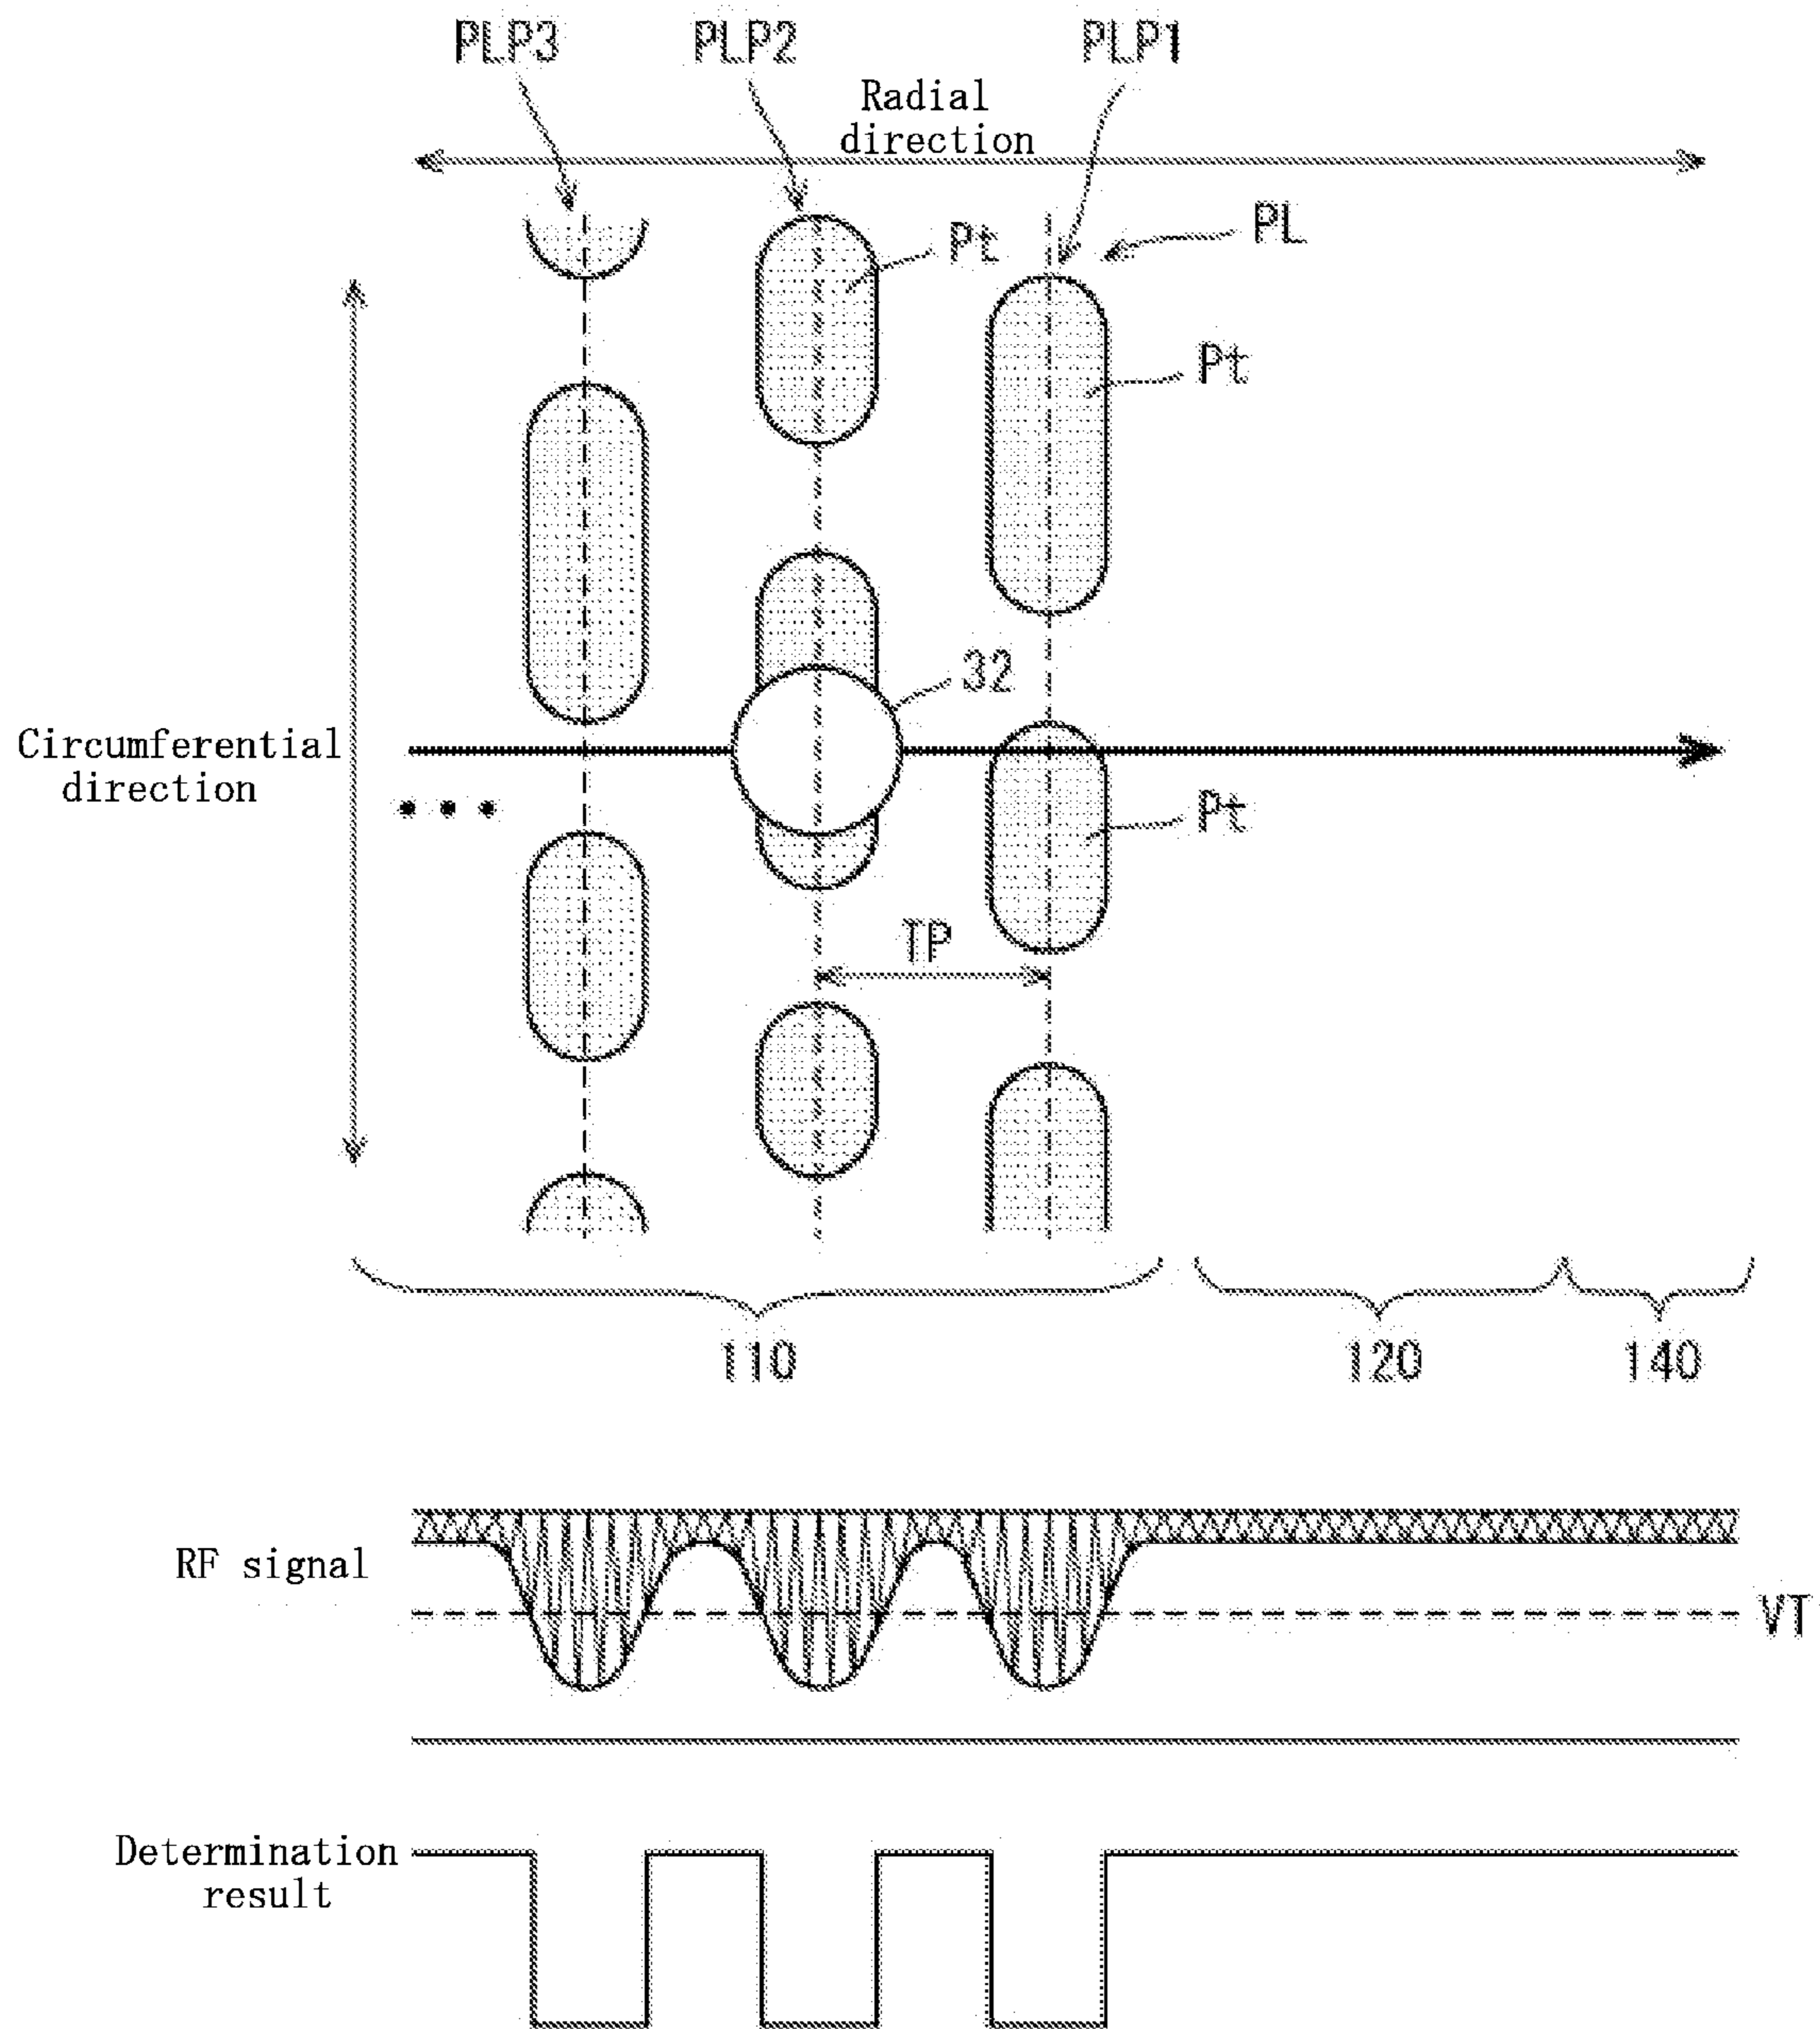 PLP3
PLP2
PLP1
Radial
direction
Pt
PL
Pt
32
Circumferential
direction
Pt
TP
110
120
140
RF signal
VT
Determination
result